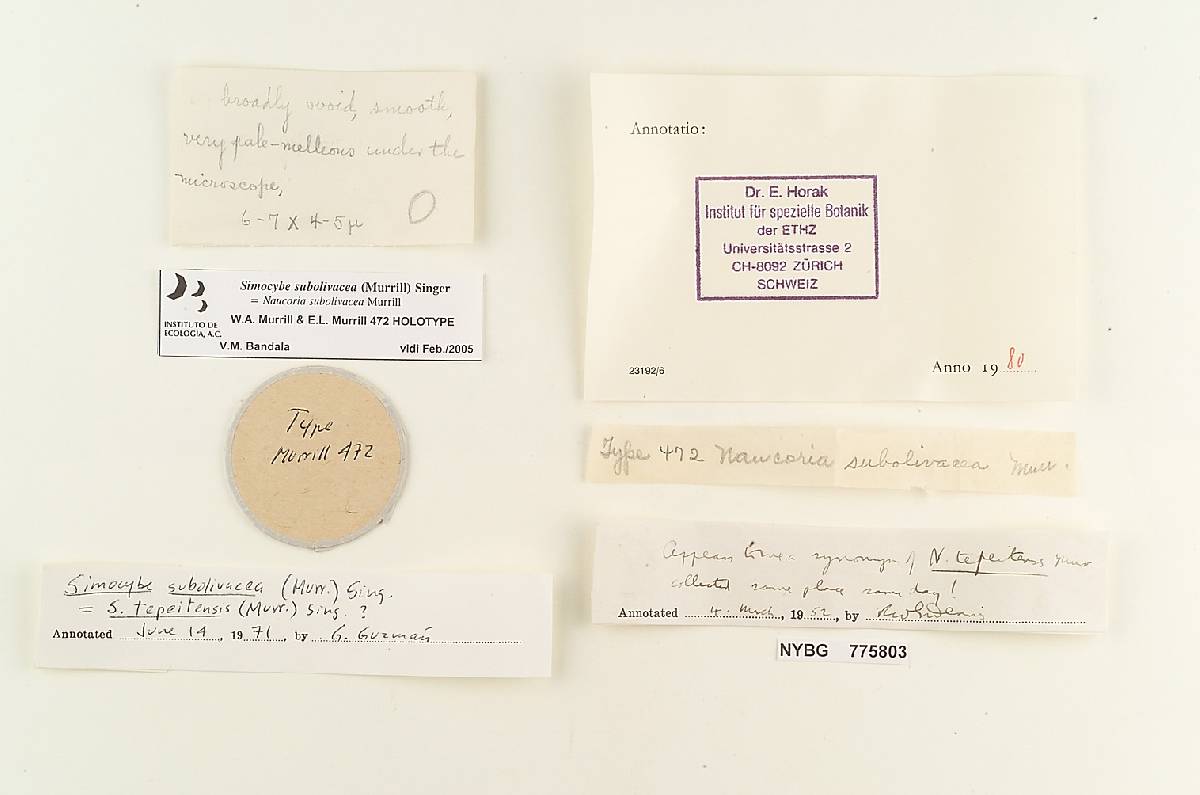 broadly ovoid, smooth,
very pale-melleous under the
microscope,
6-7 x 4-5µ
Simocybe subolivacea (Murrill) Singer
= Naucoria subolivacea Murrill
W.A. Murrill & E.L. Murrill 472 HOLOTYPE
INSTITUTO DE
ECOLOGÍA, A.C.
V.M. Bandala vidi Feb./2005
Type
Murrill 472
Simocybe subolivacea (Murr.) Sing.
= S. tepeitensis (Murr.) Sing. ?
Annotated June 14, 1971, by G. Guzmán
Annotatio:
Dr. E. Horak
Institut für spezielle Botanik
der ETHZ
Universitätsstrasse 2
CH-8092 ZÜRICH
SCHWEIZ
23192/6
Anno 1980
Type 472 Naucoria subolivacea Murr.
Appears to be a synonym of N. tepeitensis Murr
collected same place same day!
Annotated 4 March, 1952, by
NYBG 775803